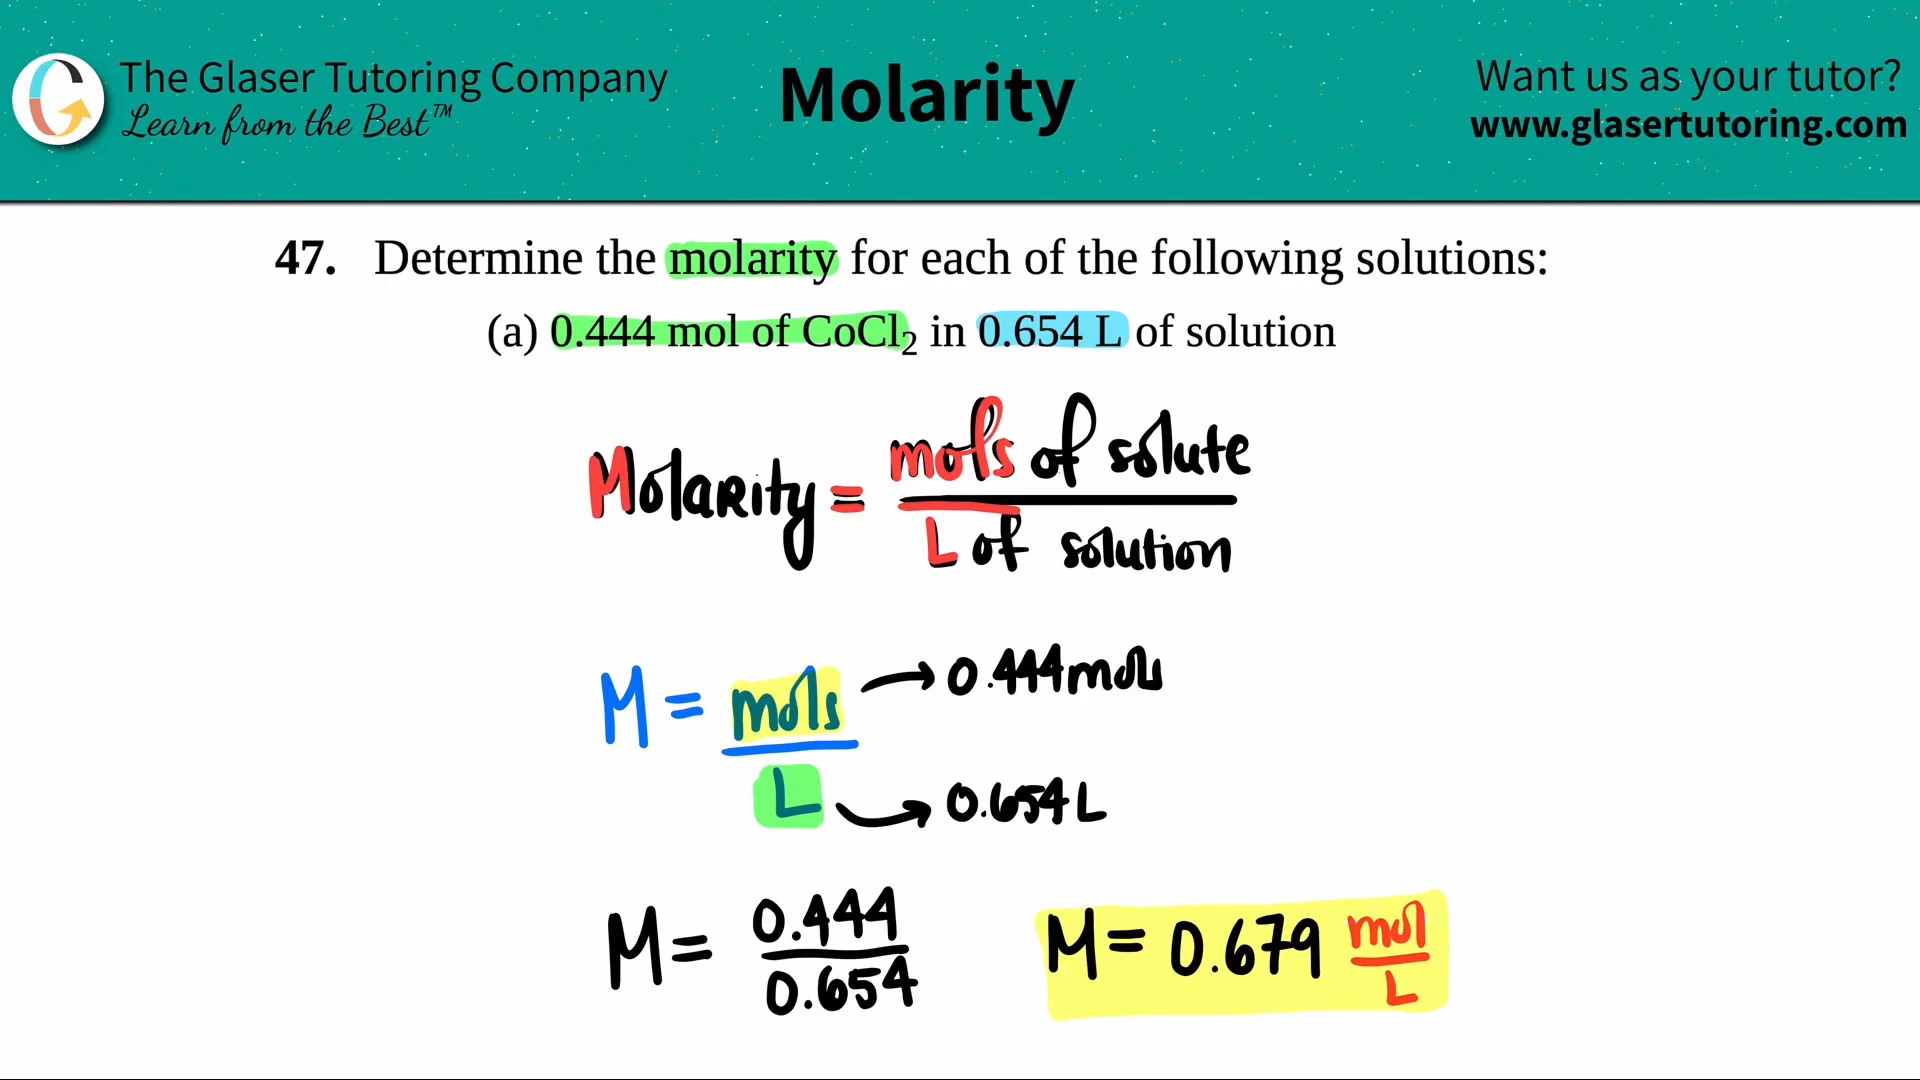 The Glaser Tutoring Company
Learn from the Best™
Molarity
Want us as your tutor?
www.glasertutoring.com
47. Determine the molarity for each of the following solutions:
(a) 0.444 mol of CoCl₂ in 0.654 L of solution
Molarity = mols of solute
L of solution
M = mols → 0.444 mols
L → 0.654 L
M = 0.444
0.654
M = 0.679 mol
L